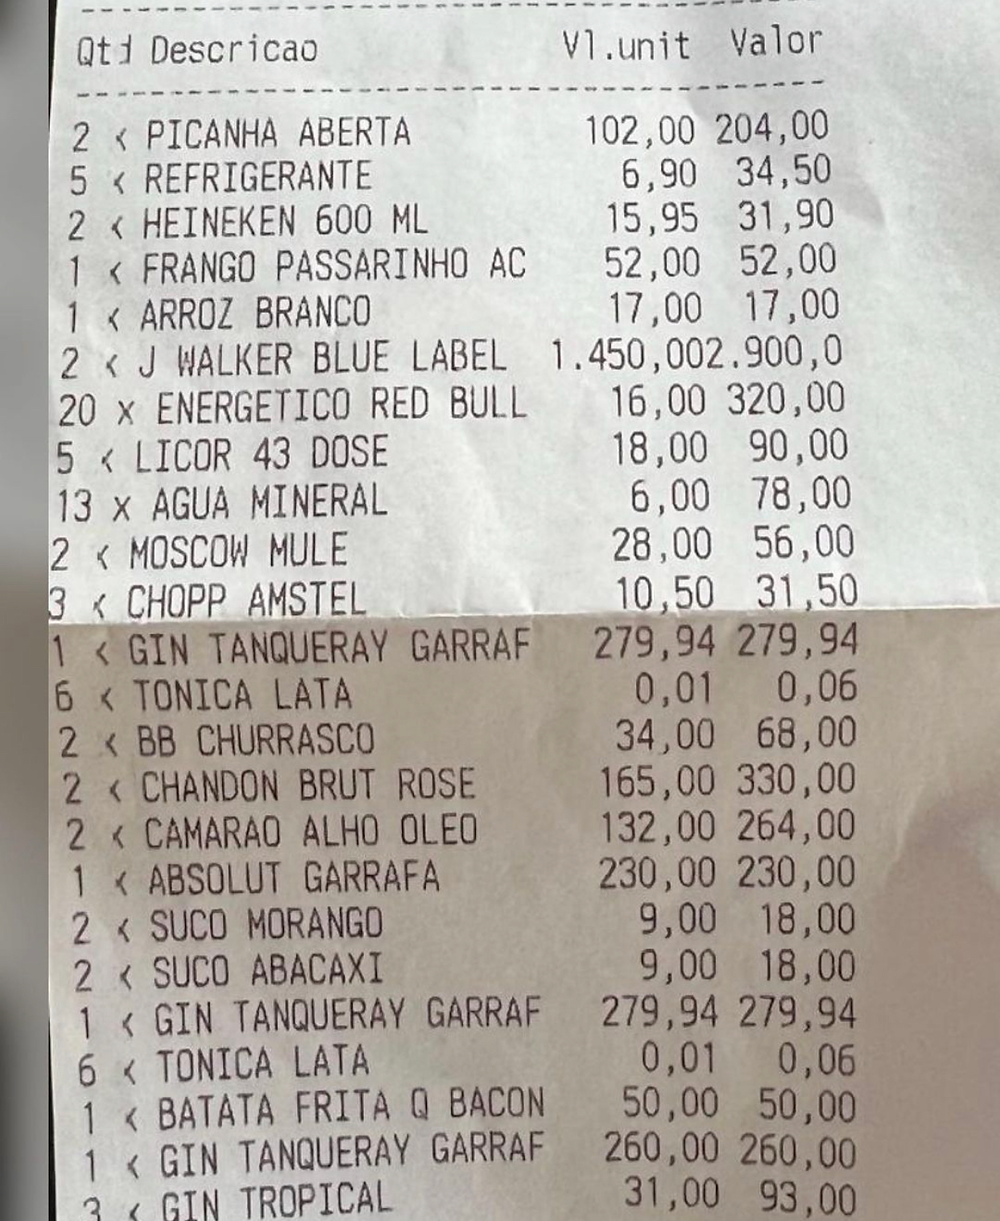 Qtd Descricao Vl.unit Valor
2 < PICANHA ABERTA 102,00 204,00
5 < REFRIGERANTE 6,90 34,50
2 < HEINEKEN 600 ML 15,95 31,90
1 < FRANGO PASSARINHO AC 52,00 52,00
1 < ARROZ BRANCO 17,00 17,00
2 < J WALKER BLUE LABEL 1.450,002.900,0
20 x ENERGETICO RED BULL 16,00 320,00
5 < LICOR 43 DOSE 18,00 90,00
13 x AGUA MINERAL 6,00 78,00
2 < MOSCOW MULE 28,00 56,00
3 < CHOPP AMSTEL 10,50 31,50
1 < GIN TANQUERAY GARRAF 279,94 279,94
6 < TONICA LATA 0,01 0,06
2 < BB CHURRASCO 34,00 68,00
2 < CHANDON BRUT ROSE 165,00 330,00
2 < CAMARAO ALHO OLEO 132,00 264,00
1 < ABSOLUT GARRAFA 230,00 230,00
2 < SUCO MORANGO 9,00 18,00
2 < SUCO ABACAXI 9,00 18,00
1 < GIN TANQUERAY GARRAF 279,94 279,94
6 < TONICA LATA 0,01 0,06
1 < BATATA FRITA Q BACON 50,00 50,00
1 < GIN TANQUERAY GARRAF 260,00 260,00
3 < GIN TROPICAL 31,00 93,00